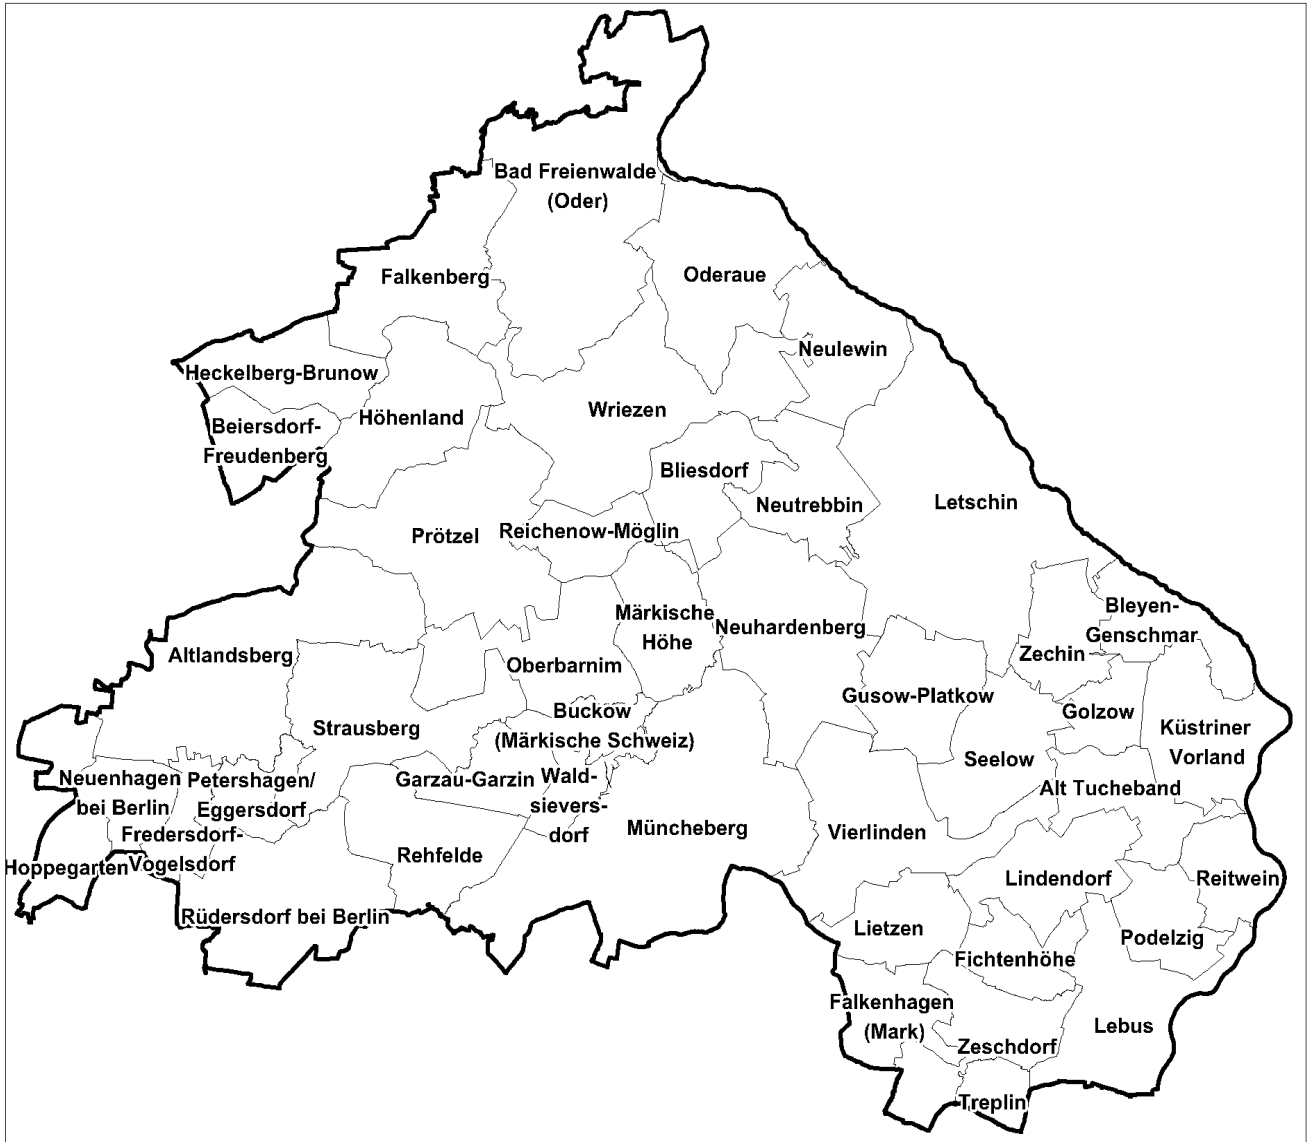 Bad Freienwalde
(Oder)
Falkenberg
Oderaue
Neulewin
Heckelberg-Brunow
Höhenland
Wriezen
Beiersdorf-
Freudenberg
Bliesdorf
Neutrebbin
Letschin
Prötzel
Reichenow-Möglin
Märkische
Höhe
Neuhardenberg
Bleyen-
Genschmar
Zechin
Altlandsberg
Oberbarnim
Gusow-Platkow
Golzow
Küstriner
Vorland
Buckow
(Märkische Schweiz)
Strausberg
Seelow
Neuenhagen
bei Berlin
Petershagen/
Eggersdorf
Garzau-Garzin
Wald-
sievers-
dorf
Alt Tucheband
Fredersdorf-
Vogelsdorf
Müncheberg
Vierlinden
Hoppegarten
Rehfelde
Lindendorf
Reitwein
Rüdersdorf bei Berlin
Lietzen
Podelzig
Fichtenhöhe
Falkenhagen
(Mark)
Lebus
Zeschdorf
Treplin